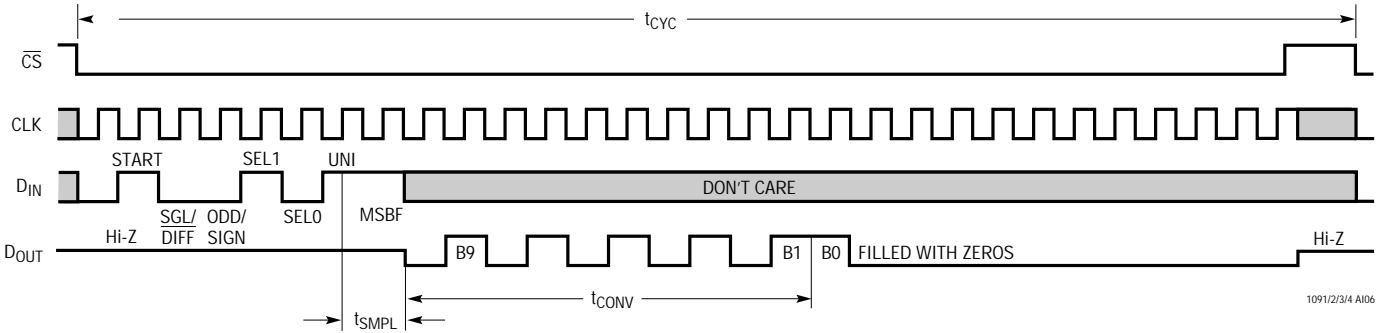 tCYC
CS
CLK
START SEL1 UNI
DIN
DON'T CARE
SGL/ ODD/ SEL0 MSBF
DIFF SIGN
Hi-Z
DOUT
B9 B1 B0 FILLED WITH ZEROS
Hi-Z
tCONV
tSMPL
1091/2/3/4 AI06